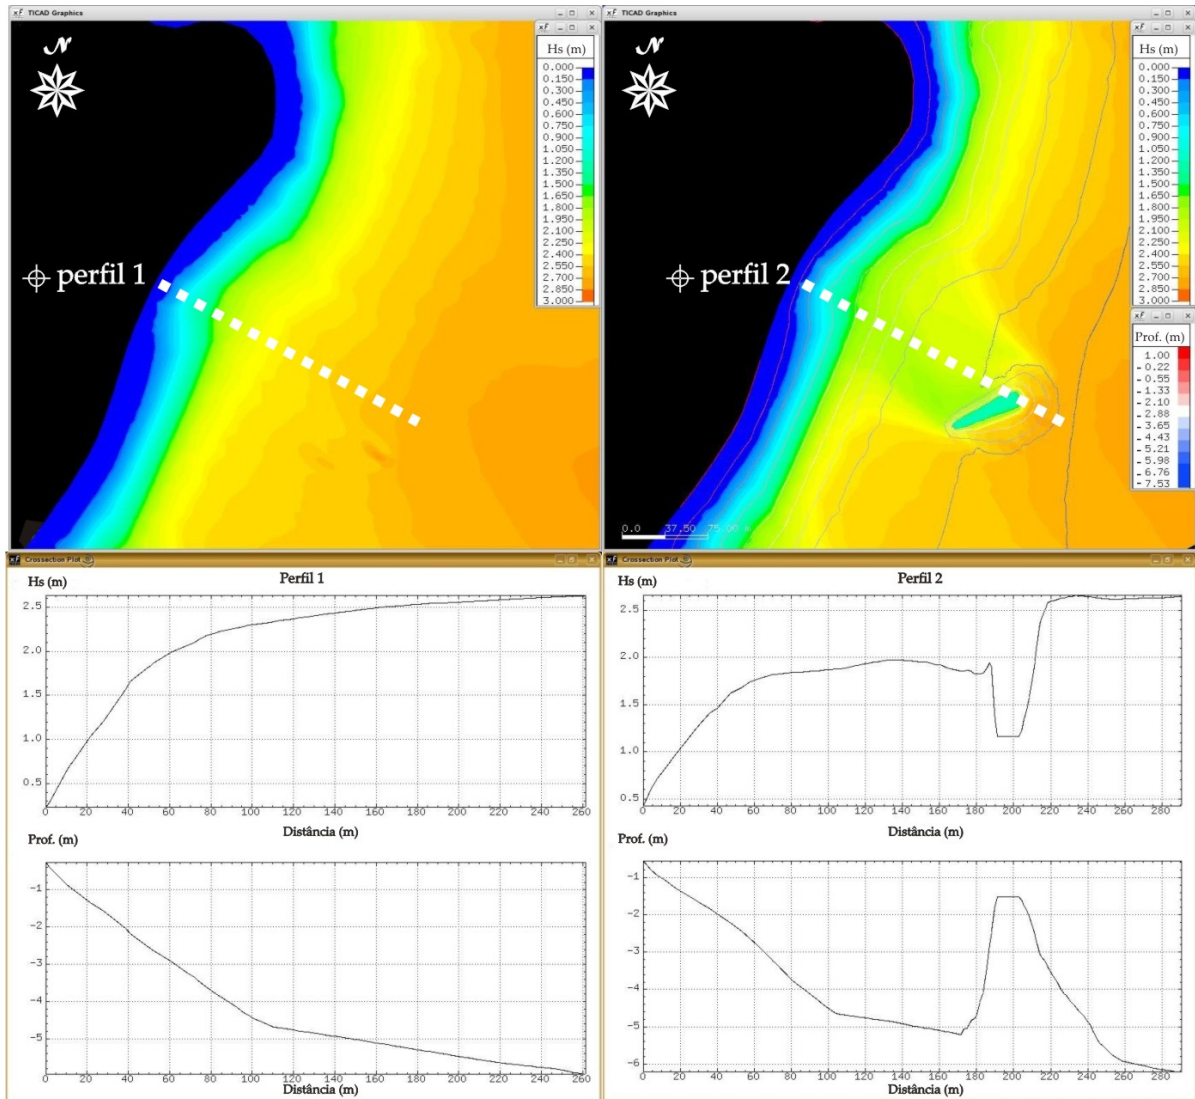 TICAD Graphics
N
Hs (m)
0.000
0.150
0.300
0.450
0.600
0.750
0.900
1.050
1.200
1.350
1.500
1.650
1.800
1.950
2.100
2.250
2.400
2.550
2.700
2.850
3.000
perfil 1
TICAD Graphics
N
Hs (m)
0.000
0.150
0.300
0.450
0.600
0.750
0.900
1.050
1.200
1.350
1.500
1.650
1.800
1.950
2.100
2.250
2.400
2.550
2.700
2.850
3.000
perfil 2
Prof. (m)
1.00
- 0.22
- 0.55
- 1.33
- 2.10
- 2.88
- 3.65
- 4.43
- 5.21
- 5.98
- 6.76
- 7.53
0.0 37.50 75.00 m
Crossection Plot
Perfil 1
Hs (m)
2.5
2.0
1.5
1.0
0.5
0 20 40 60 80 100 120 140 160 180 200 220 240 260
Distância (m)
Prof. (m)
-1
-2
-3
-4
-5
0 20 40 60 80 100 120 140 160 180 200 220 240 260
Distância (m)
Crossection Plot
Perfil 2
Hs (m)
2.5
2.0
1.5
1.0
0.5
0 20 40 60 80 100 120 140 160 180 200 220 240 260 280
Distância (m)
Prof. (m)
-1
-2
-3
-4
-5
-6
0 20 40 60 80 100 120 140 160 180 200 220 240 260 280
Distância (m)